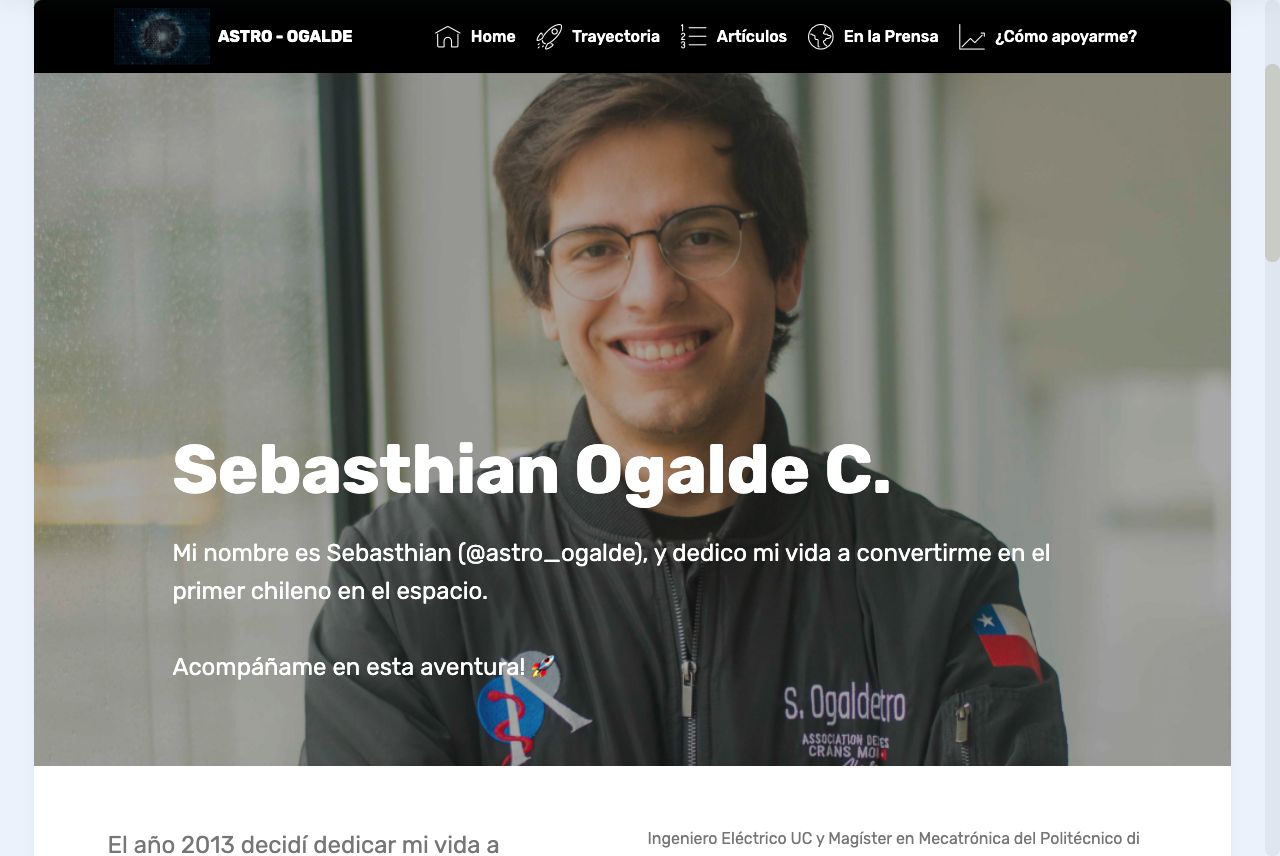 ASTRO - OGALDE
Home
Trayectoria
Artículos
En la Prensa
¿Cómo apoyarme?
Sebasthian Ogalde C.
Mi nombre es Sebasthian (@astro_ogalde), y dedico mi vida a convertirme en el
primer chileno en el espacio.
Acompáñame en esta aventura! 🚀
S. Ogaldetro
ASSOCIATION DE
CRANS
El año 2013 decidí dedicar mi vida a
Ingeniero Eléctrico UC y Magíster en Mecatrónica del Politécnico di